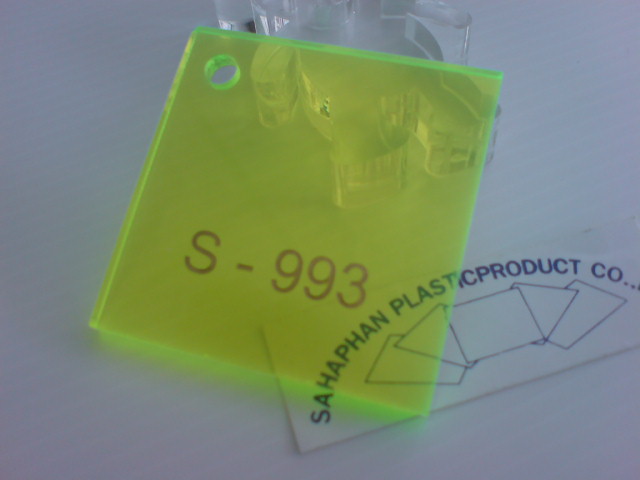 S - 993
SAHAPHAN PLASTICPRODUCT CO..,